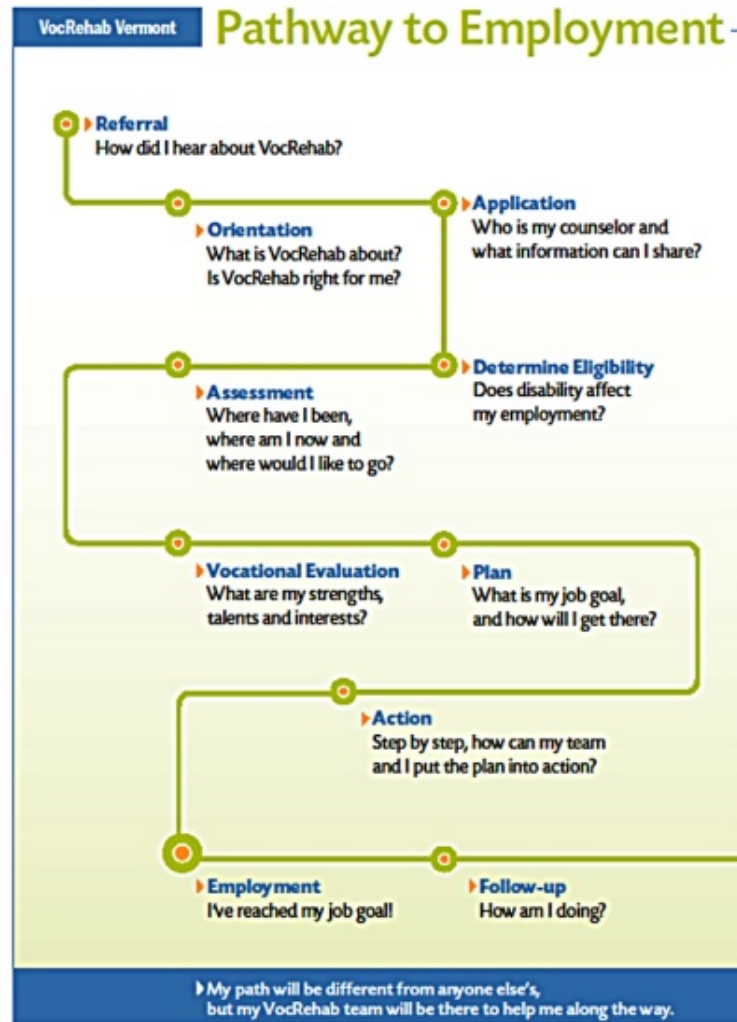 VocRehab Vermont
Pathway to Employment
Referral
How did I hear about VocRehab?
Orientation
What is VocRehab about?
Is VocRehab right for me?
Application
Who is my counselor and
what information can I share?
Assessment
Where have I been,
where am I now and
where would I like to go?
Determine Eligibility
Does disability affect
my employment?
Vocational Evaluation
What are my strengths,
talents and interests?
Plan
What is my job goal,
and how will I get there?
Action
Step by step, how can my team
and I put the plan into action?
Employment
I've reached my job goal!
Follow-up
How am I doing?
My path will be different from anyone else's,
but my VocRehab team will be there to help me along the way.